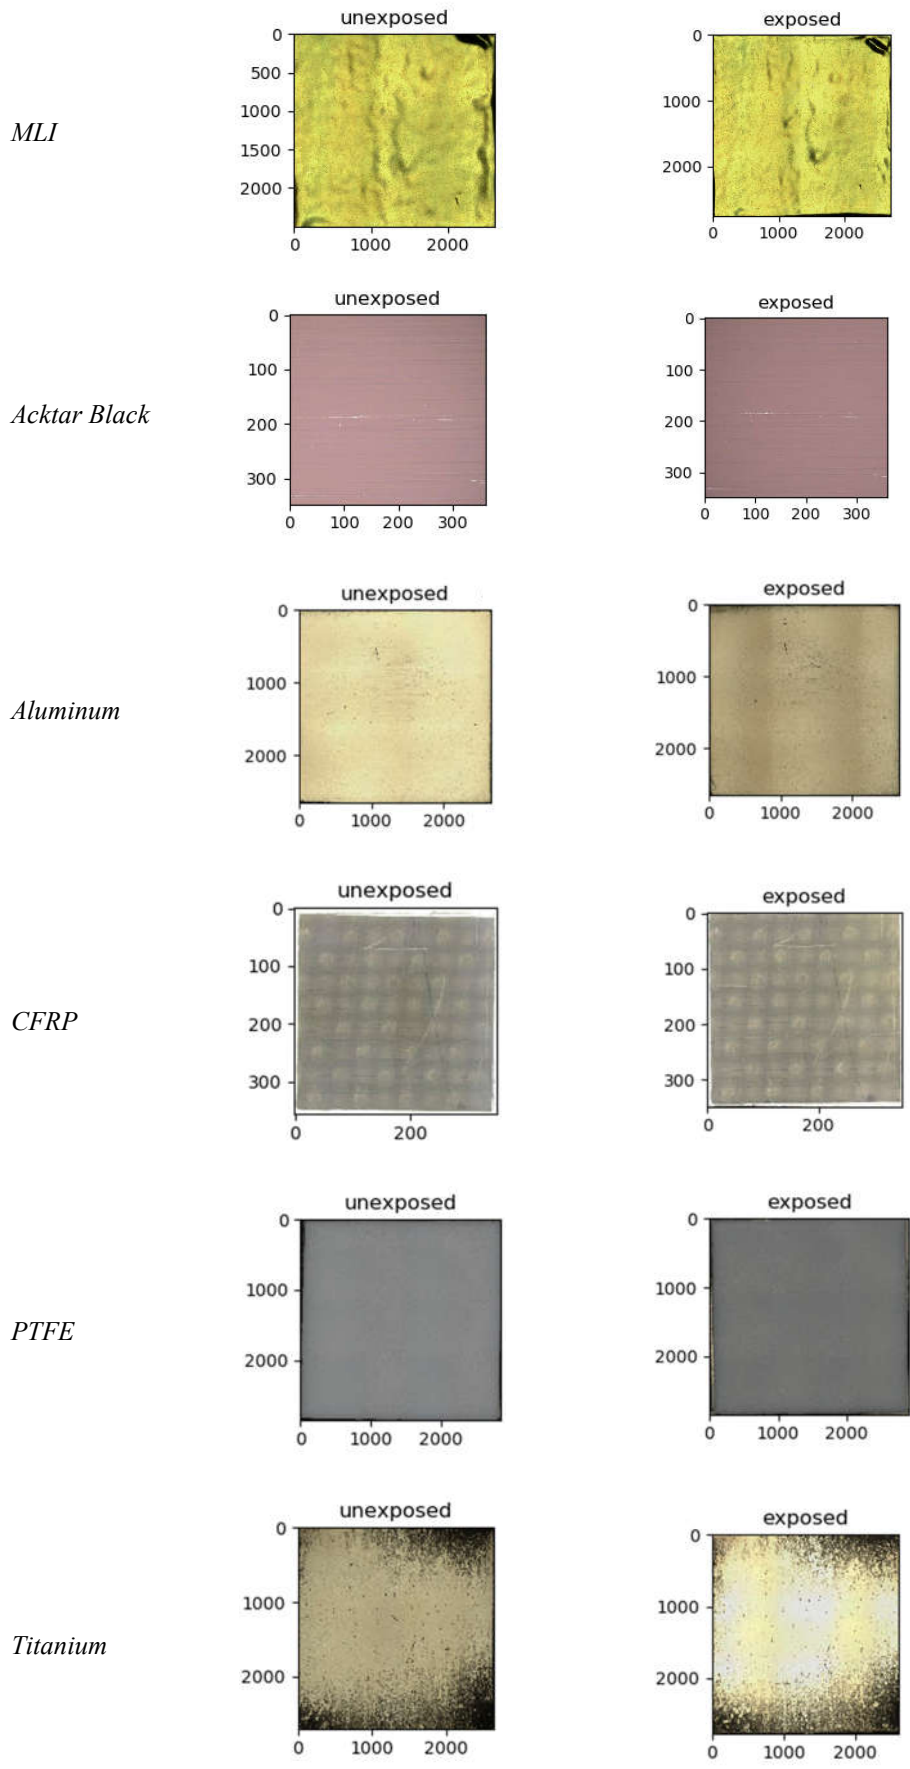 MLI
unexposed
0
500
1000
1500
2000
0 1000 2000
exposed
0
1000
2000
0 1000 2000
Acktar Black
unexposed
0
100
200
300
0 100 200 300
exposed
0
100
200
300
0 100 200 300
Aluminum
unexposed
0
1000
2000
0 1000 2000
exposed
0
1000
2000
0 1000 2000
CFRP
unexposed
0
100
200
300
0 200
exposed
0
100
200
300
0 200
PTFE
unexposed
0
1000
2000
0 1000 2000
exposed
0
1000
2000
0 1000 2000
Titanium
unexposed
0
1000
2000
0 1000 2000
exposed
0
1000
2000
0 1000 2000